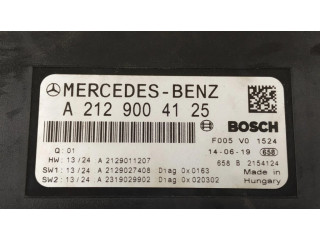 MERCEDES-BENZ
A 212 900 41 25
BOSCH
F005 V0 1524
Q: 01
14-06-19 658
HW: 13/24 A 2129011207
658 B 2154124
SW1: 13/24 A 2129027408 Diag 0x0163
Made in
SW2: 13/24 A 2319029902 Diag 0x020302
Hungary